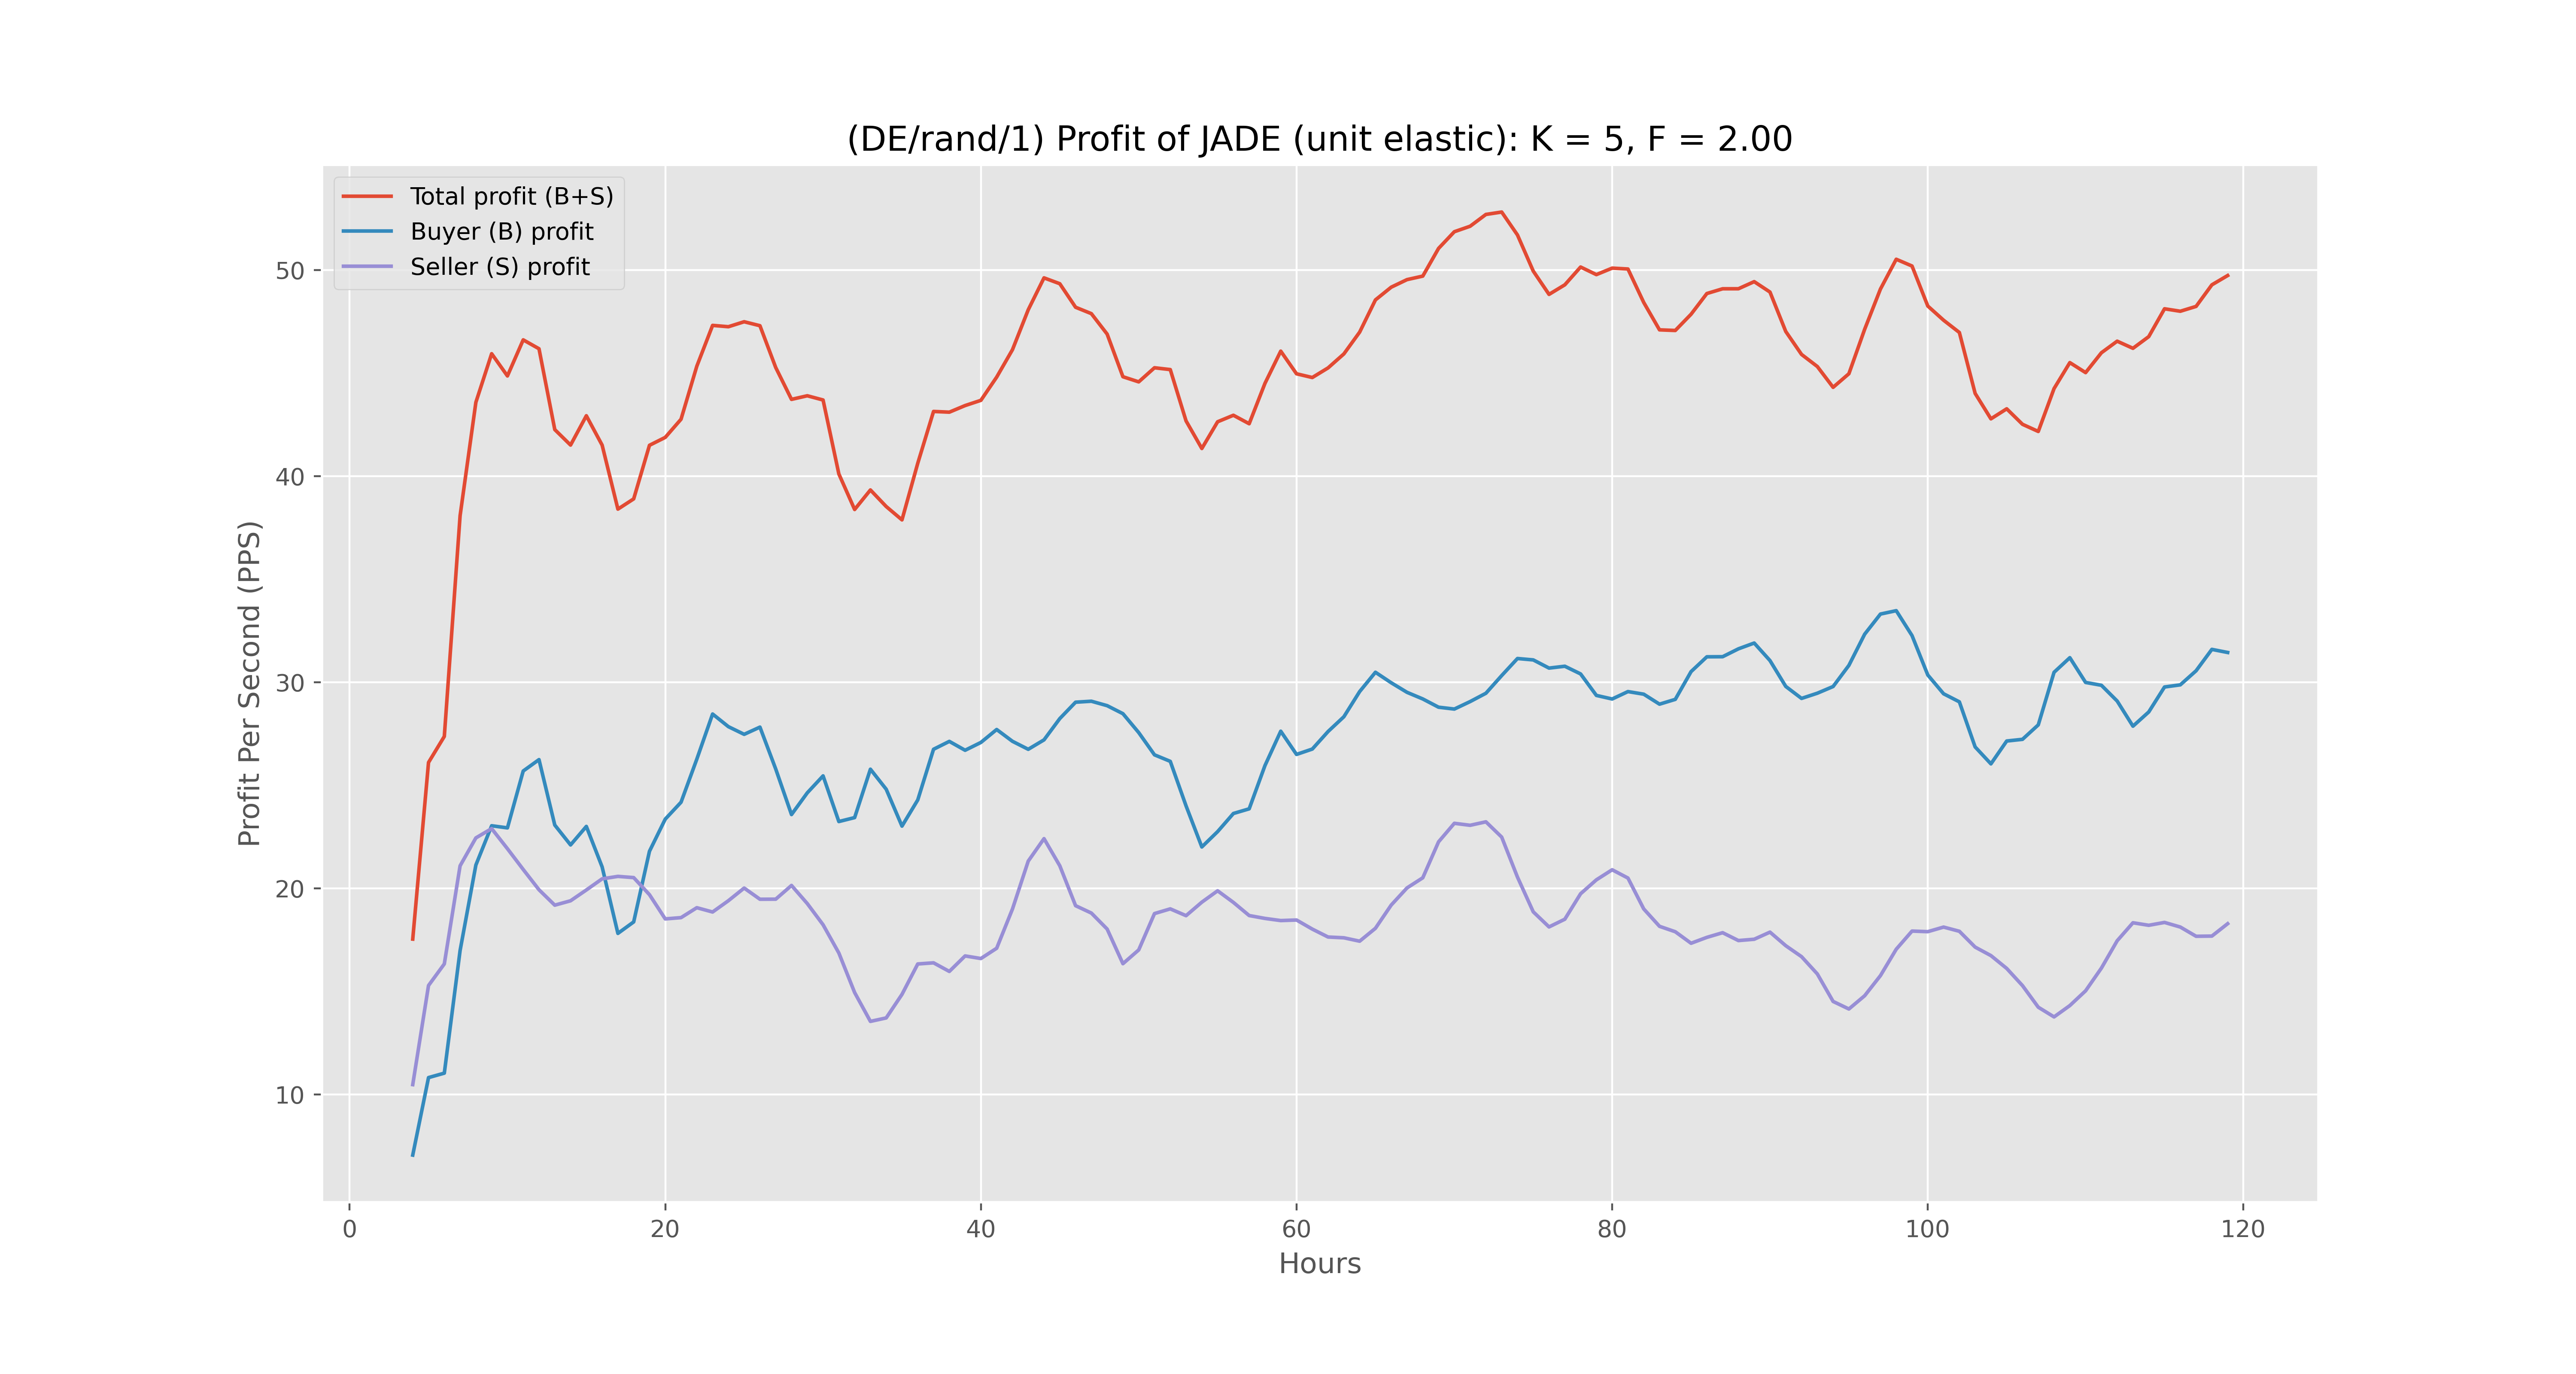 (DE/rand/1) Profit of JADE (unit elastic): K = 5, F = 2.00
Total profit (B+S)
Buyer (B) profit
Seller (S) profit
Profit Per Second (PPS)
50
40
30
20
10
0 20 40 60 80 100 120
Hours